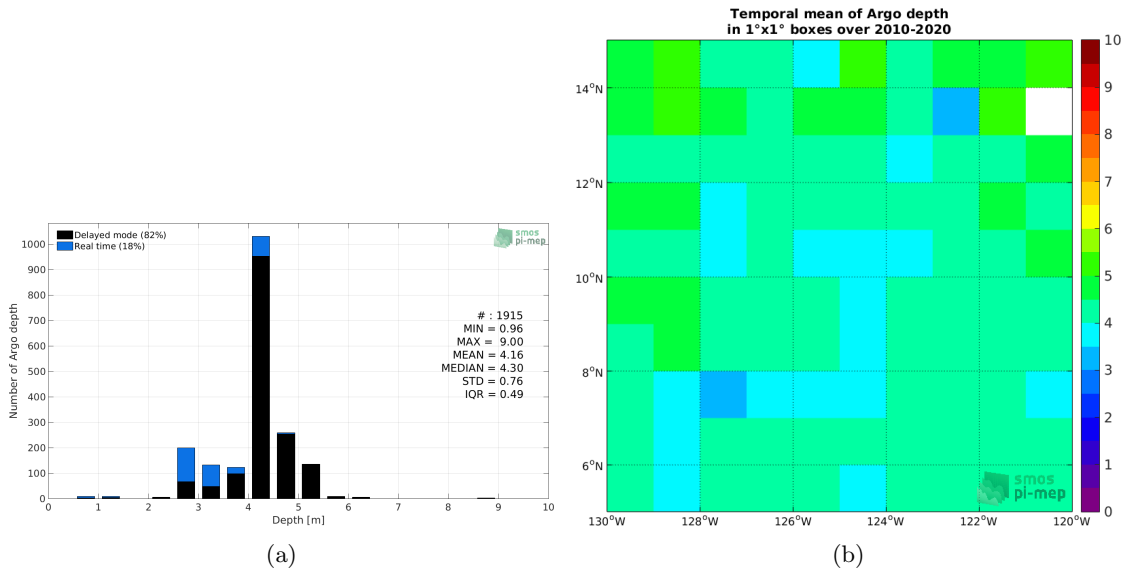 Delayed mode (82%)
Real time (18%)
smos
pi-mep
1000
900
800
700
600
500
400
300
200
100
0
Number of Argo depth
# : 1915
MIN = 0.96
MAX = 9.00
MEAN = 4.16
MEDIAN = 4.30
STD = 0.76
IQR = 0.49
0 1 2 3 4 5 6 7 8 9 10
Depth [m]
(a)
Temporal mean of Argo depth
in 1°x1° boxes over 2010-2020
14°N
12°N
10°N
8°N
6°N
130°W 128°W 126°W 124°W 122°W 120°W
smos
pi-mep
10
9
8
7
6
5
4
3
2
1
0
(b)